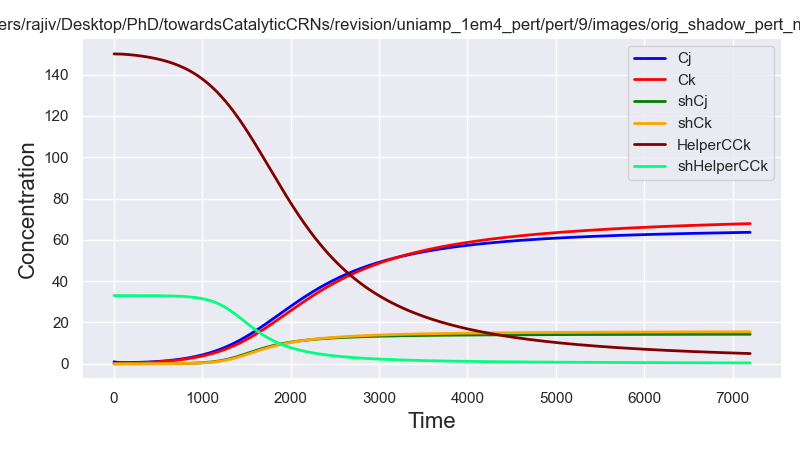 ers/rajiv/Desktop/PhD/towardsCatalyticCRNs/revision/uniamp_1em4_pert/pert/9/images/orig_shadow_pert_n
Concentration
140
120
100
80
60
40
20
0
Cj
Ck
shCj
shCk
HelperCCk
shHelperCCk
0 1000 2000 3000 4000 5000 6000 7000
Time